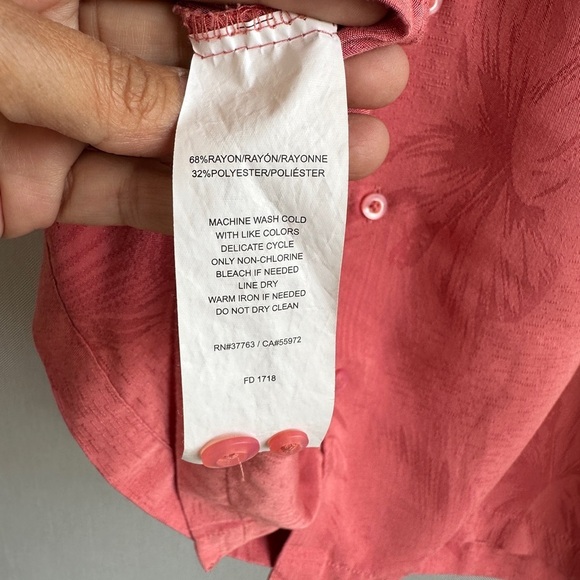 68%RAYON/RAYÓN/RAYONNE
32%POLYESTER/POLIÉSTER
MACHINE WASH COLD
WITH LIKE COLORS
DELICATE CYCLE
ONLY NON-CHLORINE
BLEACH IF NEEDED
LINE DRY
WARM IRON IF NEEDED
DO NOT DRY CLEAN
RN#37763 / CA#55972
FD 1718